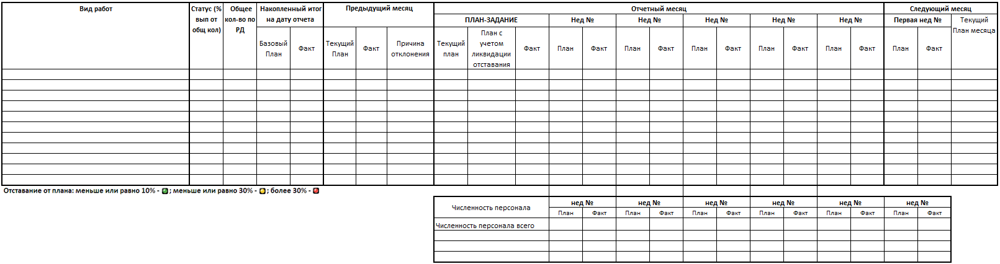 Вид работ
Статус (%
вып от
общ кол)
Общее
кол-во по
РД
Накопленный итог
на дату отчета
Предыдущий месяц
Отчетный месяц
Следующий месяц
ПЛАН-ЗАДАНИЕ
Нед №
Нед №
Нед №
Нед №
Нед №
Первая нед №
Текущий
План месяца
Базовый
План
Факт
Текущий
План
Факт
Причина
отклонения
Текущий
план
План с
учетом
ликвидации
отставания
Факт
План
Факт
План
Факт
План
Факт
План
Факт
План
Факт
План
Факт
Отставание от плана: меньше или равно 10% - ; меньше или равно 30% - ; более 30% -
Численность персонала
нед №
нед №
нед №
нед №
нед №
нед №
План
Факт
План
Факт
План
Факт
План
Факт
План
Факт
План
Факт
Численность персонала всего